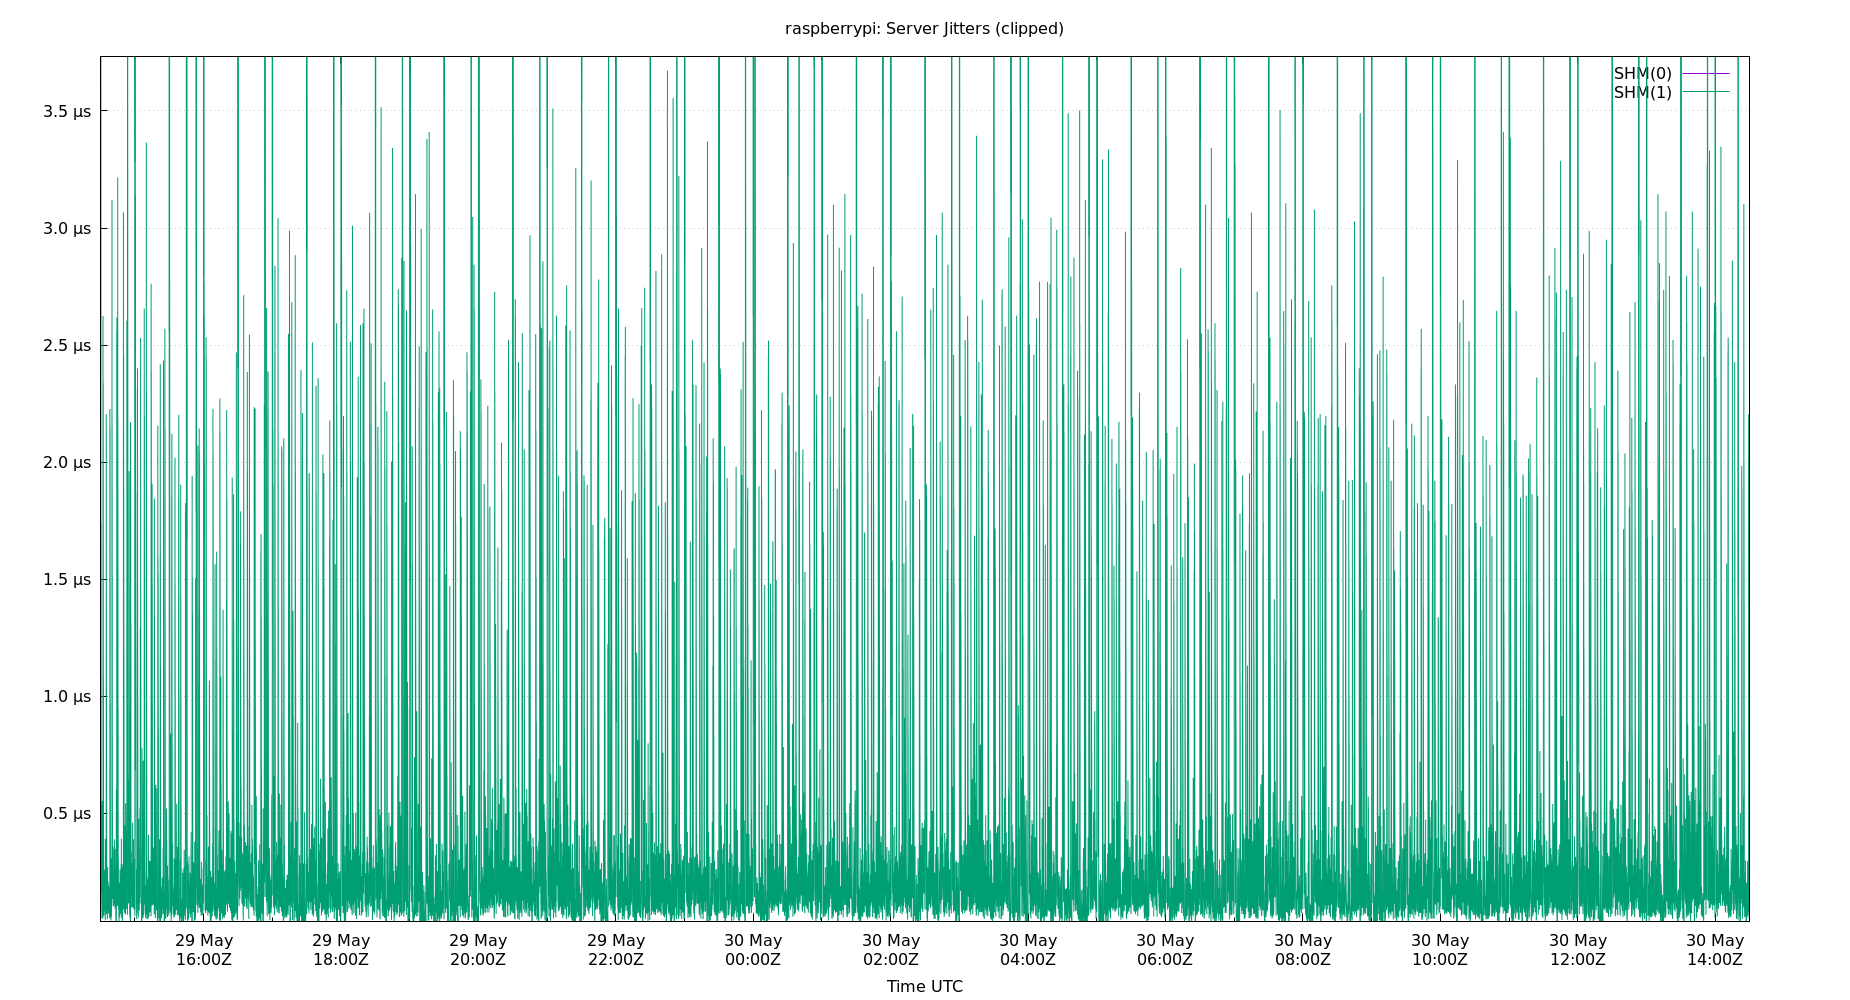 raspberrypi: Server Jitters (clipped)
SHM(0)
SHM(1)
3.5 µs
3.0 µs
2.5 µs
2.0 µs
1.5 µs
1.0 µs
0.5 µs
29 May 29 May 29 May 29 May 30 May 30 May 30 May 30 May 30 May 30 May 30 May 30 May
16:00Z 18:00Z 20:00Z 22:00Z 00:00Z 02:00Z 04:00Z 06:00Z 08:00Z 10:00Z 12:00Z 14:00Z
Time UTC